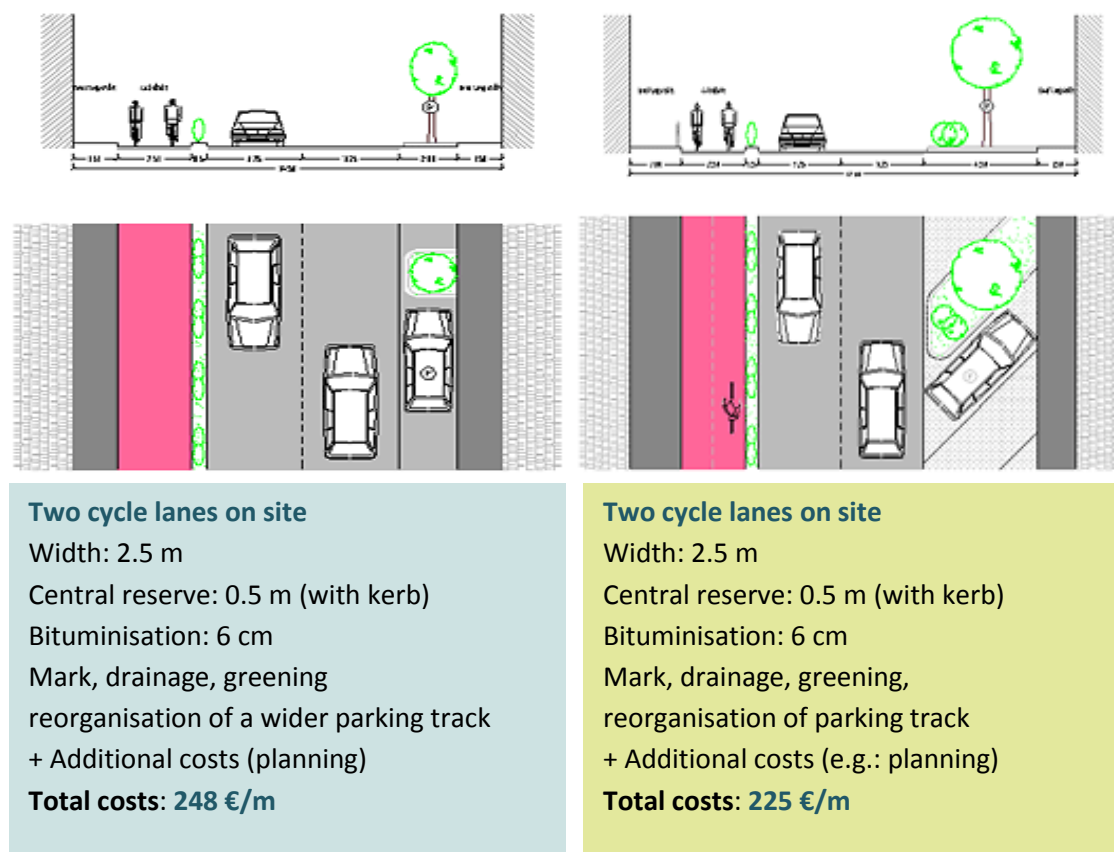 Two cycle lanes on site
Width: 2.5 m
Central reserve: 0.5 m (with kerb)
Bituminisation: 6 cm
Mark, drainage, greening
reorganisation of a wider parking track
+ Additional costs (planning)
Total costs: 248 €/m
Two cycle lanes on site
Width: 2.5 m
Central reserve: 0.5 m (with kerb)
Bituminisation: 6 cm
Mark, drainage, greening,
reorganisation of parking track
+ Additional costs (e.g.: planning)
Total costs: 225 €/m